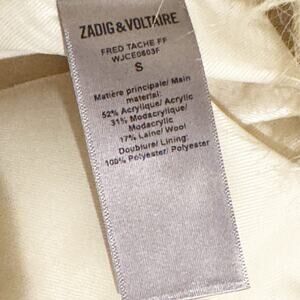 ZADIG&VOLTAIRE
FRED TACHE FF
WJCE0603F
S
Matière principale/ Main
material:
52% Acrylique/ Acrylic
31% Modacrylique/
Modacrylic
17% Laine/ Wool
Doublure/ Lining:
100% Polyester/ Polyester